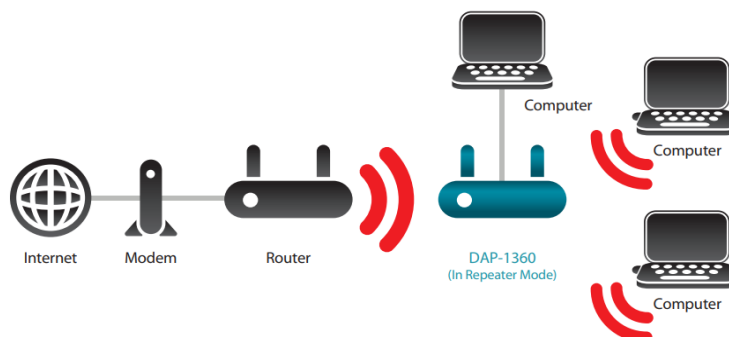 Computer
Computer
Internet
Modem
Router
DAP-1360
(In Repeater Mode)
Computer